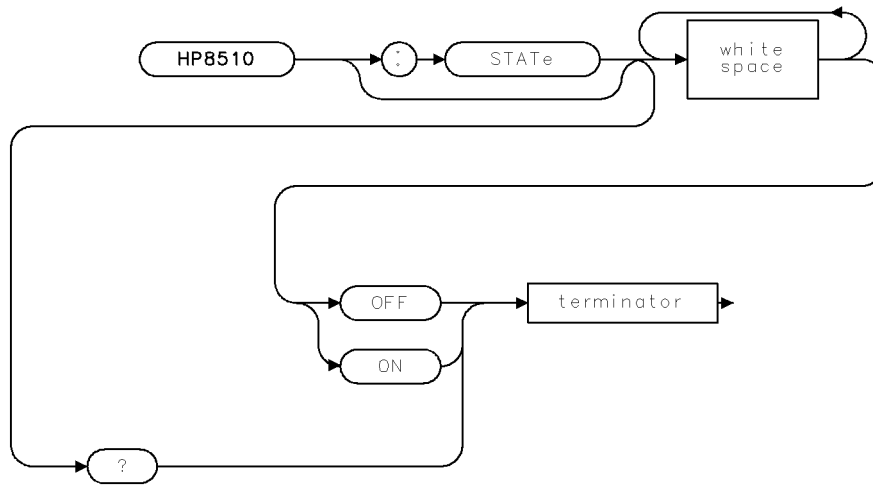 HP8510
:
STATe
white
space
OFF
terminator
ON
?